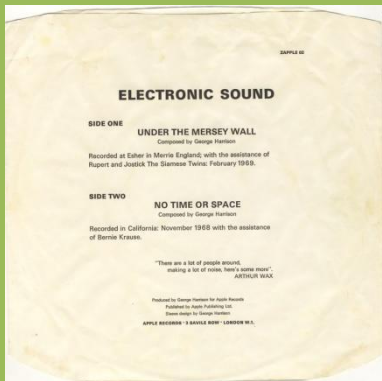 ZAPPLE 02
ELECTRONIC SOUND
SIDE ONE
UNDER THE MERSEY WALL
Composed by George Harrison
Recorded at Esher in Merrie England; with the assistance of
Rupert and Jostick The Siamese Twins: February 1969.
SIDE TWO
NO TIME OR SPACE
Composed by George Harrison
Recorded in California: November 1968 with the assistance
of Bernie Krause.
"There are a lot of people around,
making a lot of noise, here's some more".
ARTHUR WAX
Produced by George Harrison for Apple Records
Published by Apple Publishing Ltd.
Sleeve design by George Harrison
APPLE RECORDS · 3 SAVILE ROW · LONDON W.1.